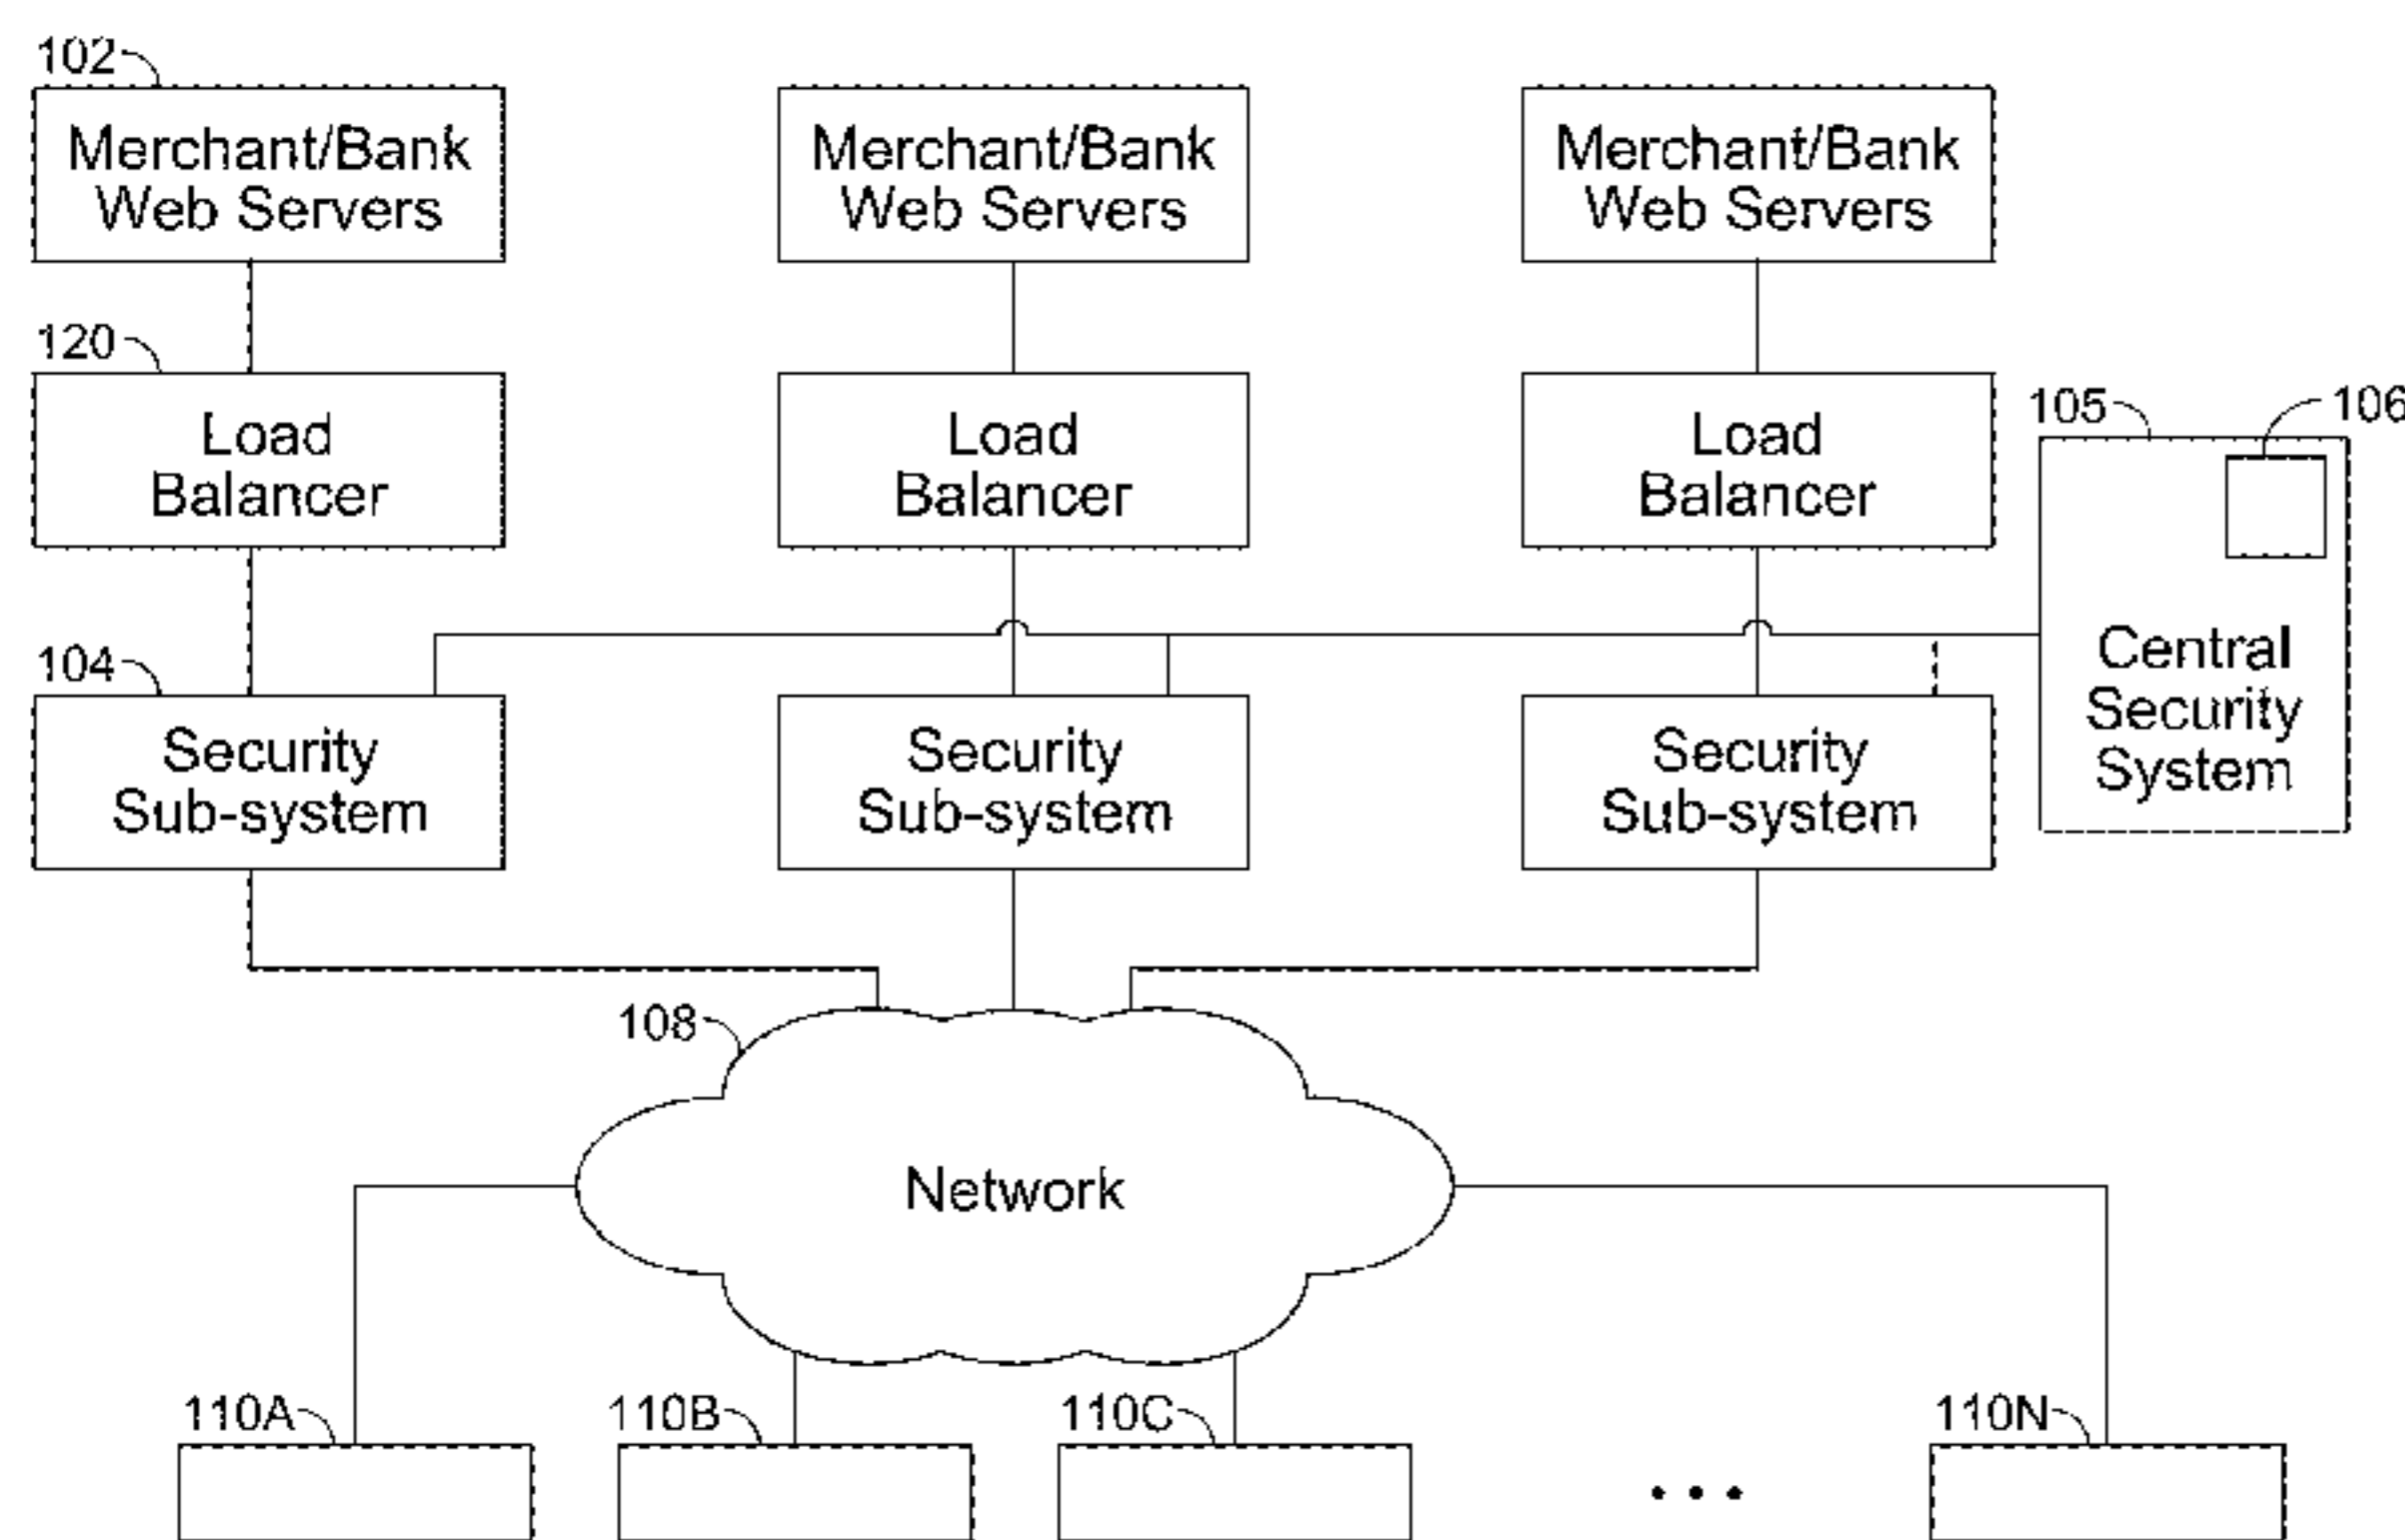 102
Merchant/Bank
Web Servers
Merchant/Bank
Web Servers
Merchant/Bank
Web Servers
120
Load
Balancer
Load
Balancer
Load
Balancer
105
106
104
Security
Sub-system
Security
Sub-system
Security
Sub-system
Central
Security
System
108
Network
110A
110B
110C
110N
• • •